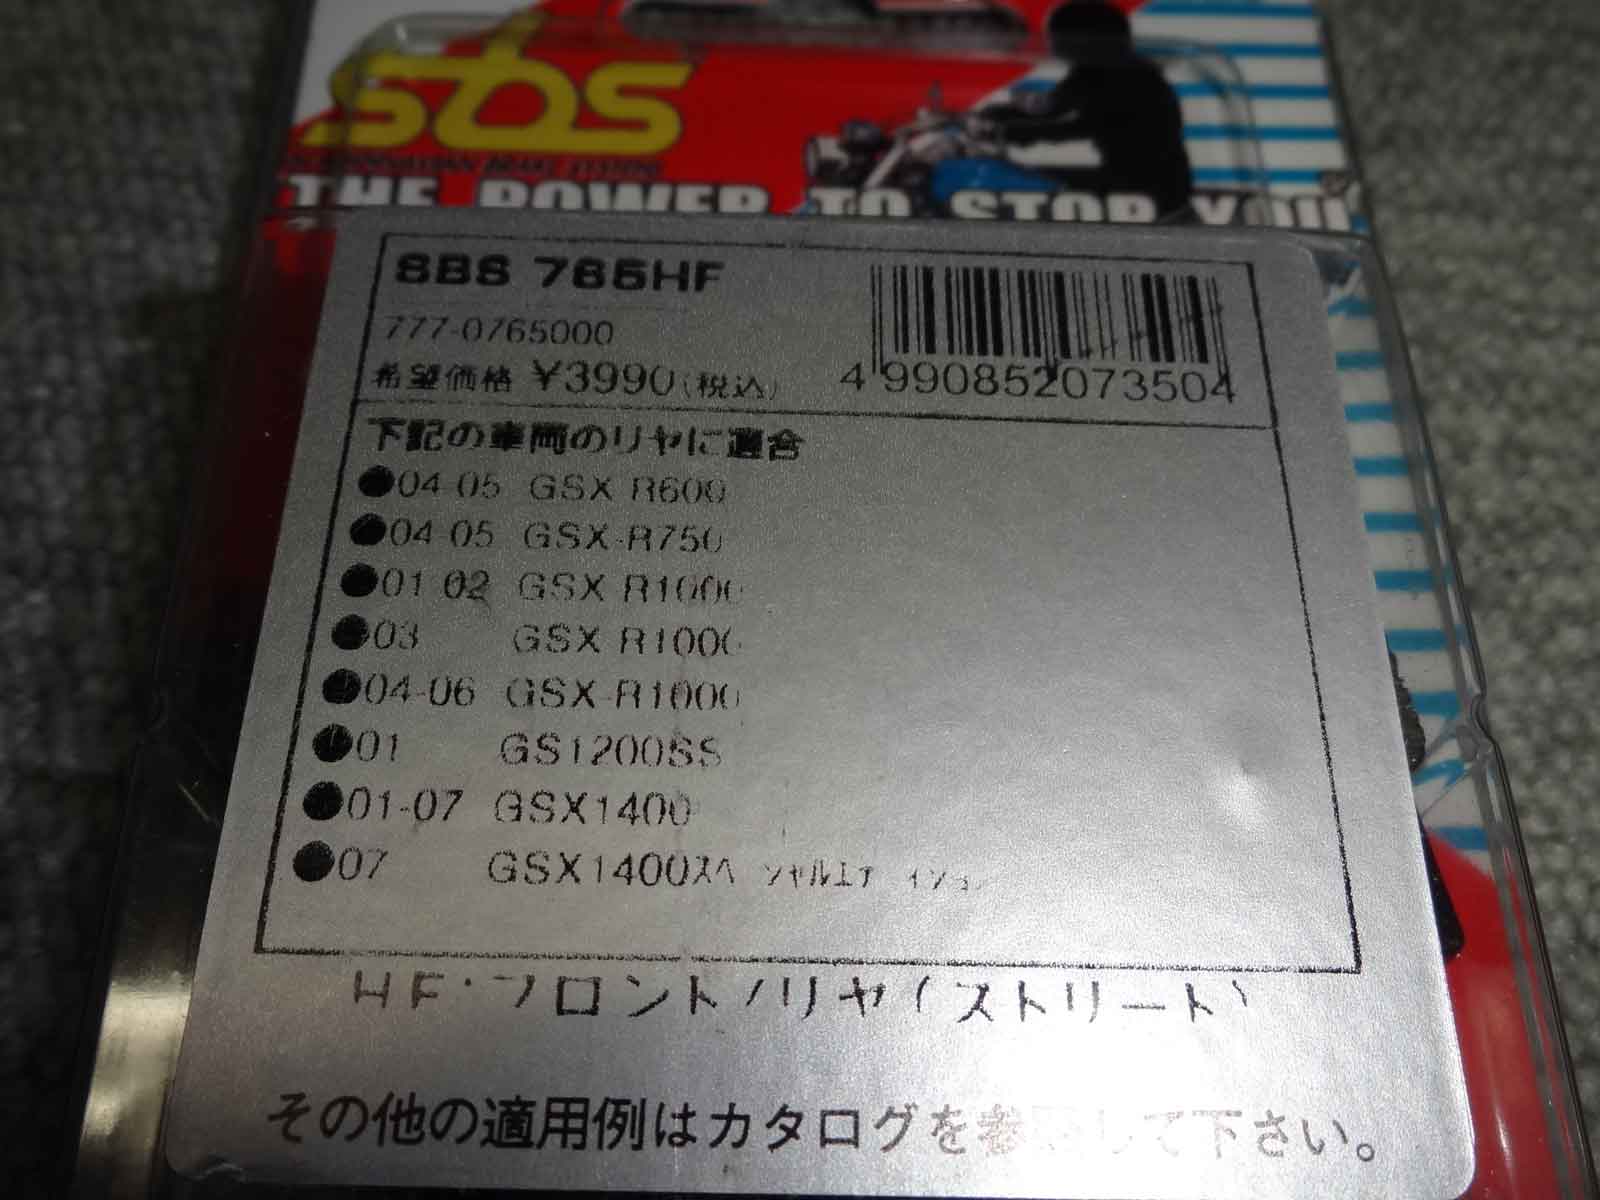 sbs
SCANDINAVIAN BRAKE SYSTEMS
THE POWER TO STOP YOU
SBS 765HF
777-0765000
希望価格 ¥3990(税込)
4990852073504
下記の車両のリヤに適合
●04-05 GSX-R600
●04-05 GSX-R750
●01-02 GSX-R1000
●03 GSX-R1000
●04-06 GSX-R1000
●01 GS1200SS
●01-07 GSX1400
●07 GSX1400スペシャルエディション
HF・フロント/リヤ(ストリート)
その他の適用例はカタログを参照して下さい。